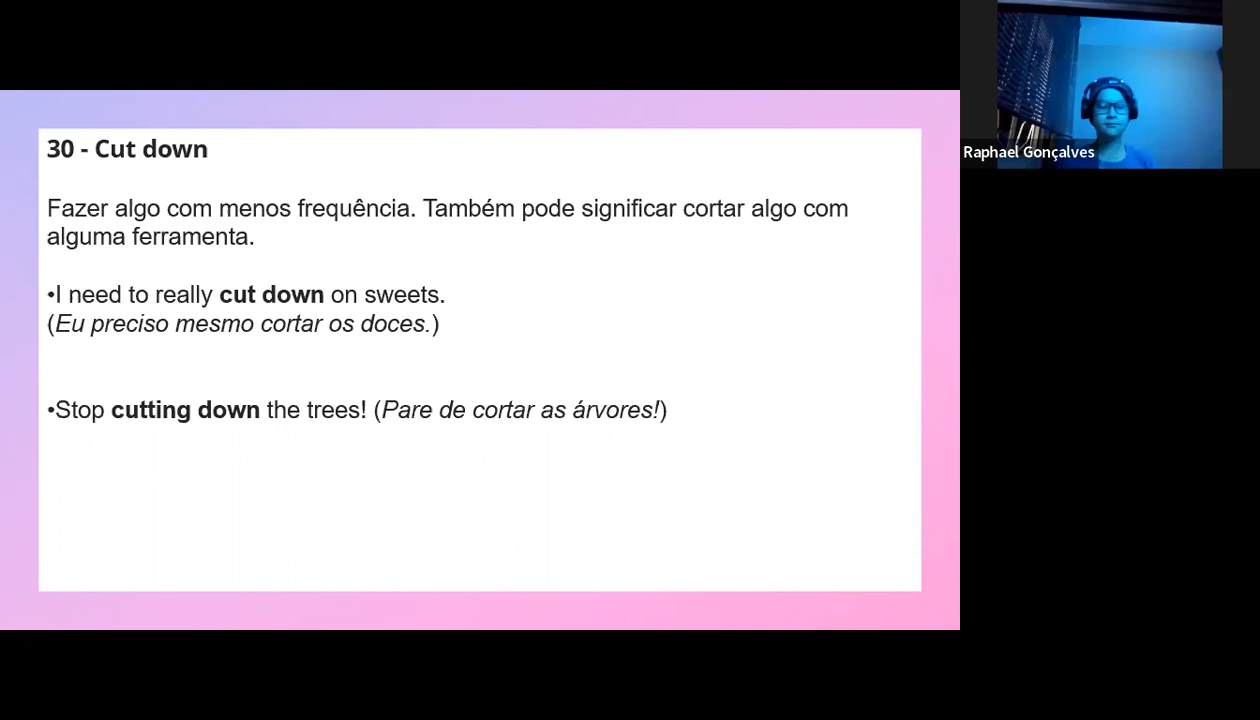 30 - Cut down
Fazer algo com menos frequência. Também pode significar cortar algo com
alguma ferramenta.
•I need to really cut down on sweets.
(Eu preciso mesmo cortar os doces.)
•Stop cutting down the trees! (Pare de cortar as árvores!)
Raphael Gonçalves